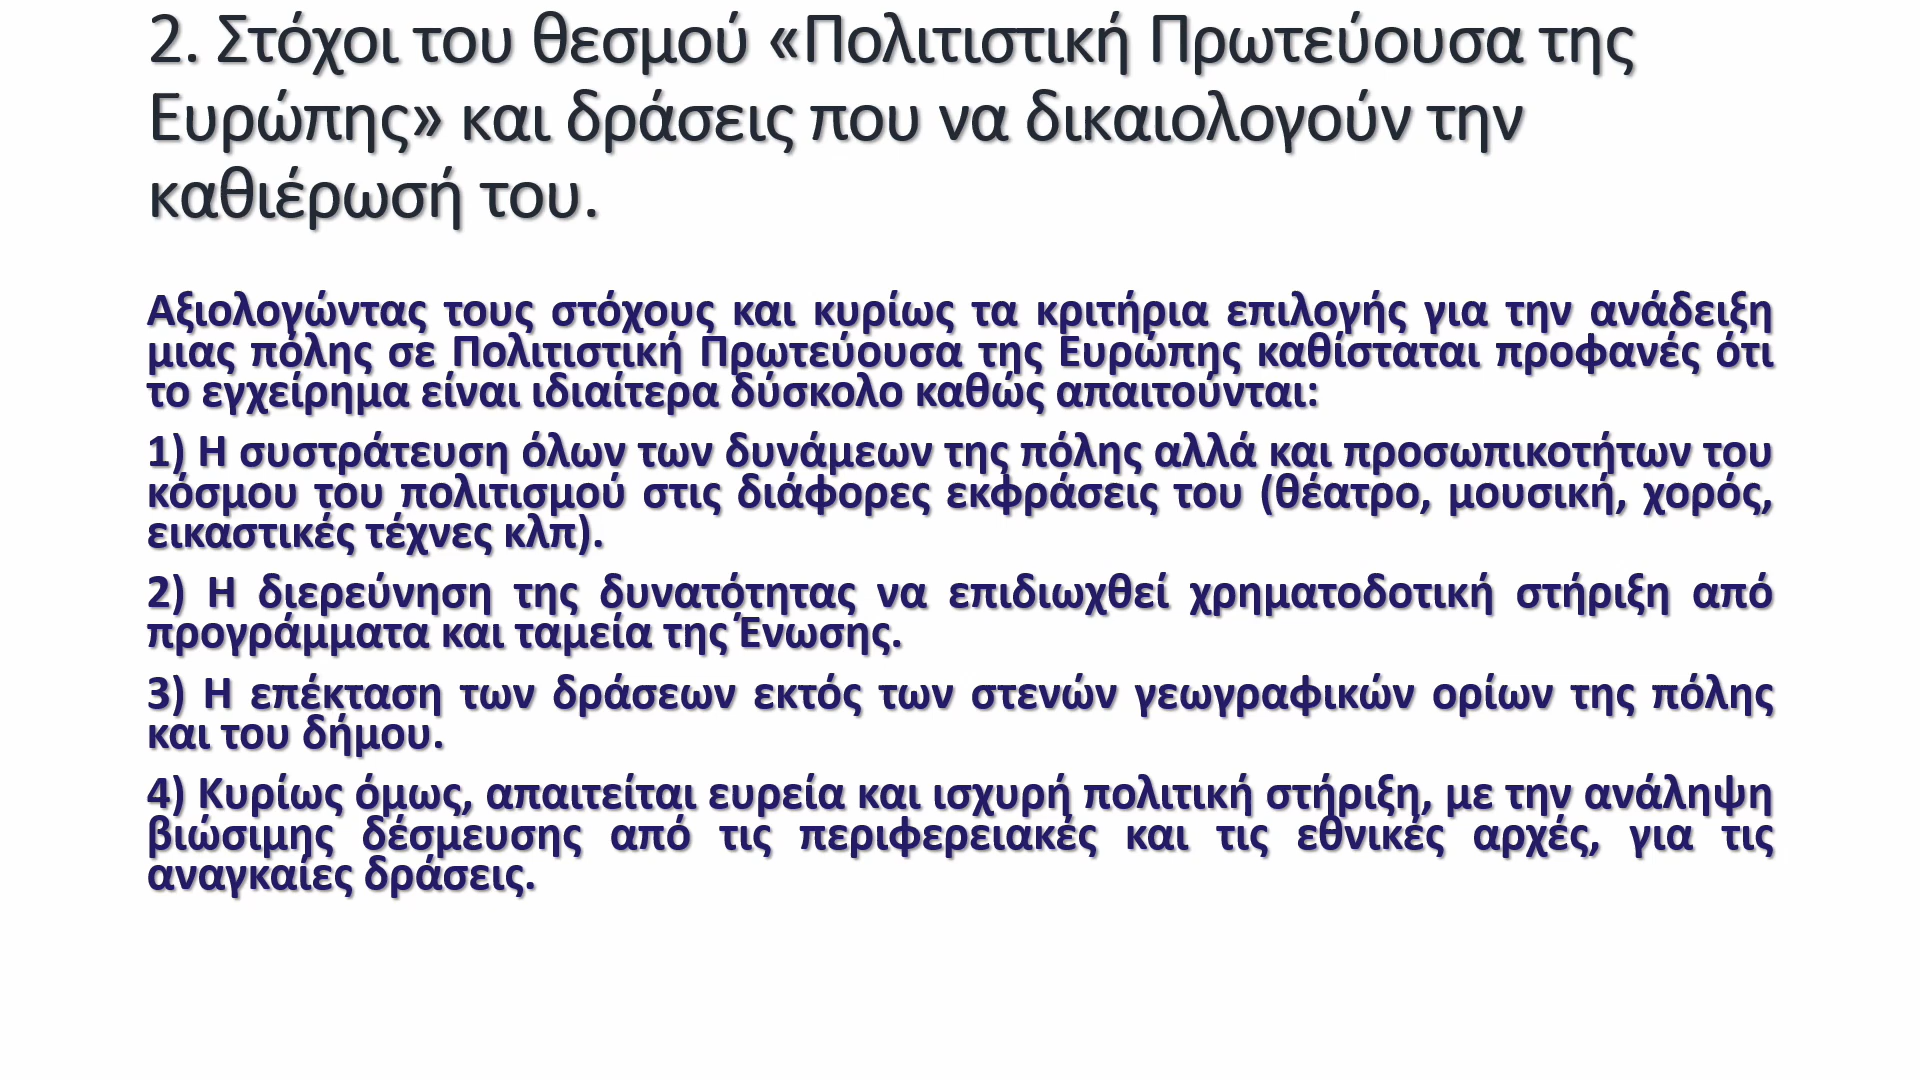 2. Στόχοι του θεσμού «Πολιτιστική Πρωτεύουσα της
Ευρώπης» και δράσεις που να δικαιολογούν την
καθιέρωσή του.
Αξιολογώντας τους στόχους και κυρίως τα κριτήρια επιλογής για την ανάδειξη
μιας πόλης σε Πολιτιστική Πρωτεύουσα της Ευρώπης καθίσταται προφανές ότι
το εγχείρημα είναι ιδιαίτερα δύσκολο καθώς απαιτούνται:
1) Η συστράτευση όλων των δυνάμεων της πόλης αλλά και προσωπικοτήτων του
κόσμου του πολιτισμού στις διάφορες εκφράσεις του (θέατρο, μουσική, χορός,
εικαστικές τέχνες κλπ).
2) Η διερεύνηση της δυνατότητας να επιδιωχθεί χρηματοδοτική στήριξη από
προγράμματα και ταμεία της Ένωσης.
3) Η επέκταση των δράσεων εκτός των στενών γεωγραφικών ορίων της πόλης
και του δήμου.
4) Κυρίως όμως, απαιτείται ευρεία και ισχυρή πολιτική στήριξη, με την ανάληψη
βιώσιμης δέσμευσης από τις περιφερειακές και τις εθνικές αρχές, για τις
αναγκαίες δράσεις.